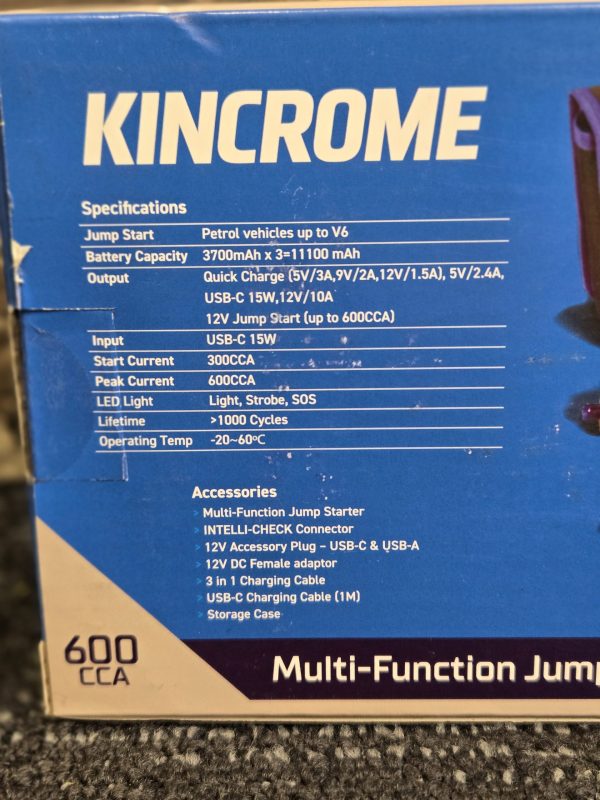 KINCROME
Specifications
Jump Start Petrol vehicles up to V6
Battery Capacity 3700mAh x 3=11100 mAh
Output Quick Charge (5V/3A,9V/2A,12V/1.5A), 5V/2.4A,
USB-C 15W,12V/10A
12V Jump Start (up to 600CCA)
Input USB-C 15W
Start Current 300CCA
Peak Current 600CCA
LED Light Light, Strobe, SOS
Lifetime >1000 Cycles
Operating Temp -20~60°C
Accessories
Multi-Function Jump Starter
INTELLI-CHECK Connector
12V Accessory Plug – USB-C & USB-A
12V DC Female adaptor
3 in 1 Charging Cable
USB-C Charging Cable (1M)
Storage Case
600
CCA
Multi-Function Jump